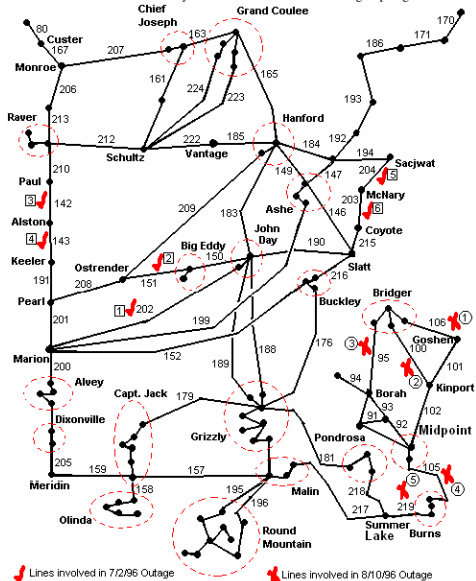 Chief
Joseph
Grand Coulee
170
80
Custer
167
207
163
171
Monroe
186
161
224
165
206
223
193
213
Raver
Hanford
192
212
222
185
184
194
Schultz
Vantage
Sacjwat
210
149
147
204
5
Paul
McNary
3
142
209
Ashe
146
203
6
Alston
183
Coyote
4
143
John
Day
215
Keeler
Big Eddy
2
150
190
Ostrender
191
208
151
Slatt
Pearl
216
1
202
Buckley
201
Bridger
199
106
1
Marion
152
Goshen
3
100
200
189
188
176
95
101
Alvey
2
94
Kinport
Capt. Jack
179
Borah
93
102
Dixonville
91
92
Midpoint
Grizzly
Pondrosa
205
181
105
5
4
159
157
Malin
Meridin
158
218
195
196
219
217
Olinda
Summer
Lake
Burns
Round
Mountain
Lines involved in 7/2/96 Outage
Lines involved in 8/10/96 Outage